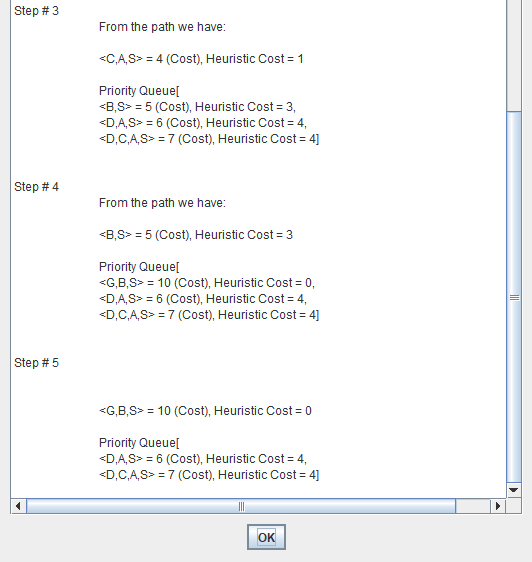 Step # 3
From the path we have:
<C,A,S> = 4 (Cost), Heuristic Cost = 1
Priority Queue[
<B,S> = 5 (Cost), Heuristic Cost = 3,
<D,A,S> = 6 (Cost), Heuristic Cost = 4,
<D,C,A,S> = 7 (Cost), Heuristic Cost = 4]
Step # 4
From the path we have:
<B,S> = 5 (Cost), Heuristic Cost = 3
Priority Queue[
<G,B,S> = 10 (Cost), Heuristic Cost = 0,
<D,A,S> = 6 (Cost), Heuristic Cost = 4,
<D,C,A,S> = 7 (Cost), Heuristic Cost = 4]
Step # 5
<G,B,S> = 10 (Cost), Heuristic Cost = 0
Priority Queue[
<D,A,S> = 6 (Cost), Heuristic Cost = 4,
<D,C,A,S> = 7 (Cost), Heuristic Cost = 4]
OK